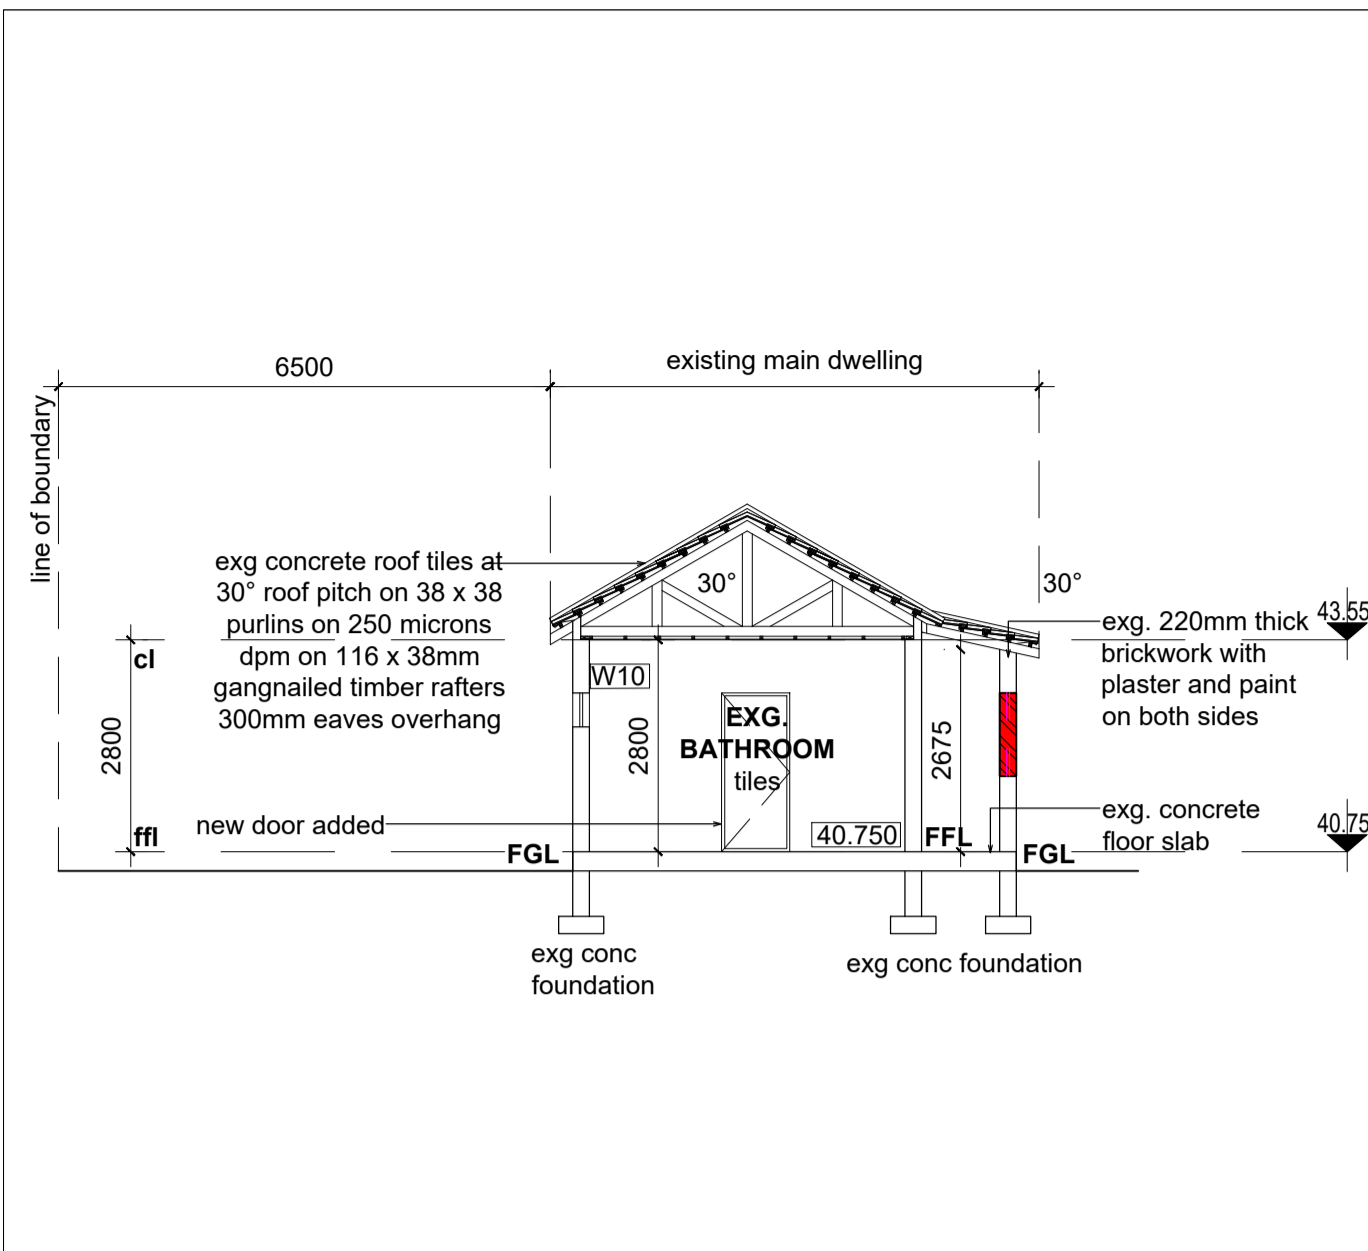 6500
existing main dwelling
line of boundary
exg concrete roof tiles at
30° roof pitch on 38 x 38
purlins on 250 microns
dpm on 116 x 38mm
gangnailed timber rafters
300mm eaves overhang
30°
30°
exg. 220mm thick
brickwork with
plaster and paint
on both sides
43.55
cl
W10
2800
2800
EXG.
BATHROOM
tiles
2675
new door added
ffl
FGL
40.750
FFL
FGL
exg. concrete
floor slab
40.75
exg conc
foundation
exg conc foundation